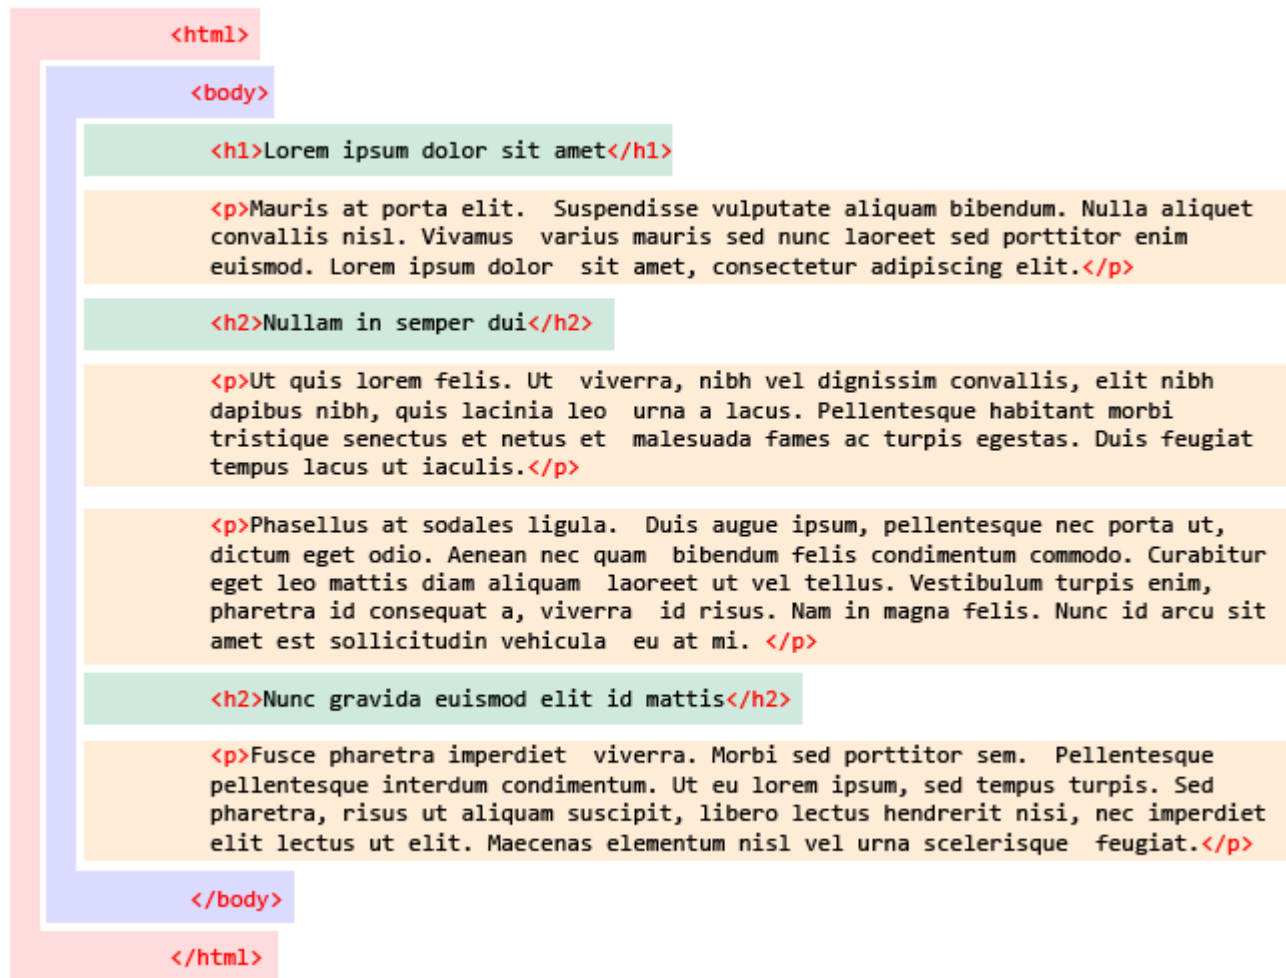 <html>
<body>
<h1>Lorem ipsum dolor sit amet</h1>
<p>Mauris at porta elit.  Suspendisse vulputate aliquam bibendum. Nulla aliquet
convallis nisl. Vivamus  varius mauris sed nunc laoreet sed porttitor enim
euismod. Lorem ipsum dolor  sit amet, consectetur adipiscing elit.</p>
<h2>Nullam in semper dui</h2>
<p>Ut quis lorem felis. Ut  viverra, nibh vel dignissim convallis, elit nibh
dapibus nibh, quis lacinia leo  urna a lacus. Pellentesque habitant morbi
tristique senectus et netus et  malesuada fames ac turpis egestas. Duis feugiat
tempus lacus ut iaculis.</p>
<p>Phasellus at sodales ligula.  Duis augue ipsum, pellentesque nec porta ut,
dictum eget odio. Aenean nec quam  bibendum felis condimentum commodo. Curabitur
eget leo mattis diam aliquam  laoreet ut vel tellus. Vestibulum turpis enim,
pharetra id consequat a, viverra  id risus. Nam in magna felis. Nunc id arcu sit
amet est sollicitudin vehicula  eu at mi. </p>
<h2>Nunc gravida euismod elit id mattis</h2>
<p>Fusce pharetra imperdiet  viverra. Morbi sed porttitor sem.  Pellentesque
pellentesque interdum condimentum. Ut eu lorem ipsum, sed tempus turpis. Sed
pharetra, risus ut aliquam suscipit, libero lectus hendrerit nisi, nec imperdiet
elit lectus ut elit. Maecenas elementum nisl vel urna scelerisque  feugiat.</p>
</body>
</html>